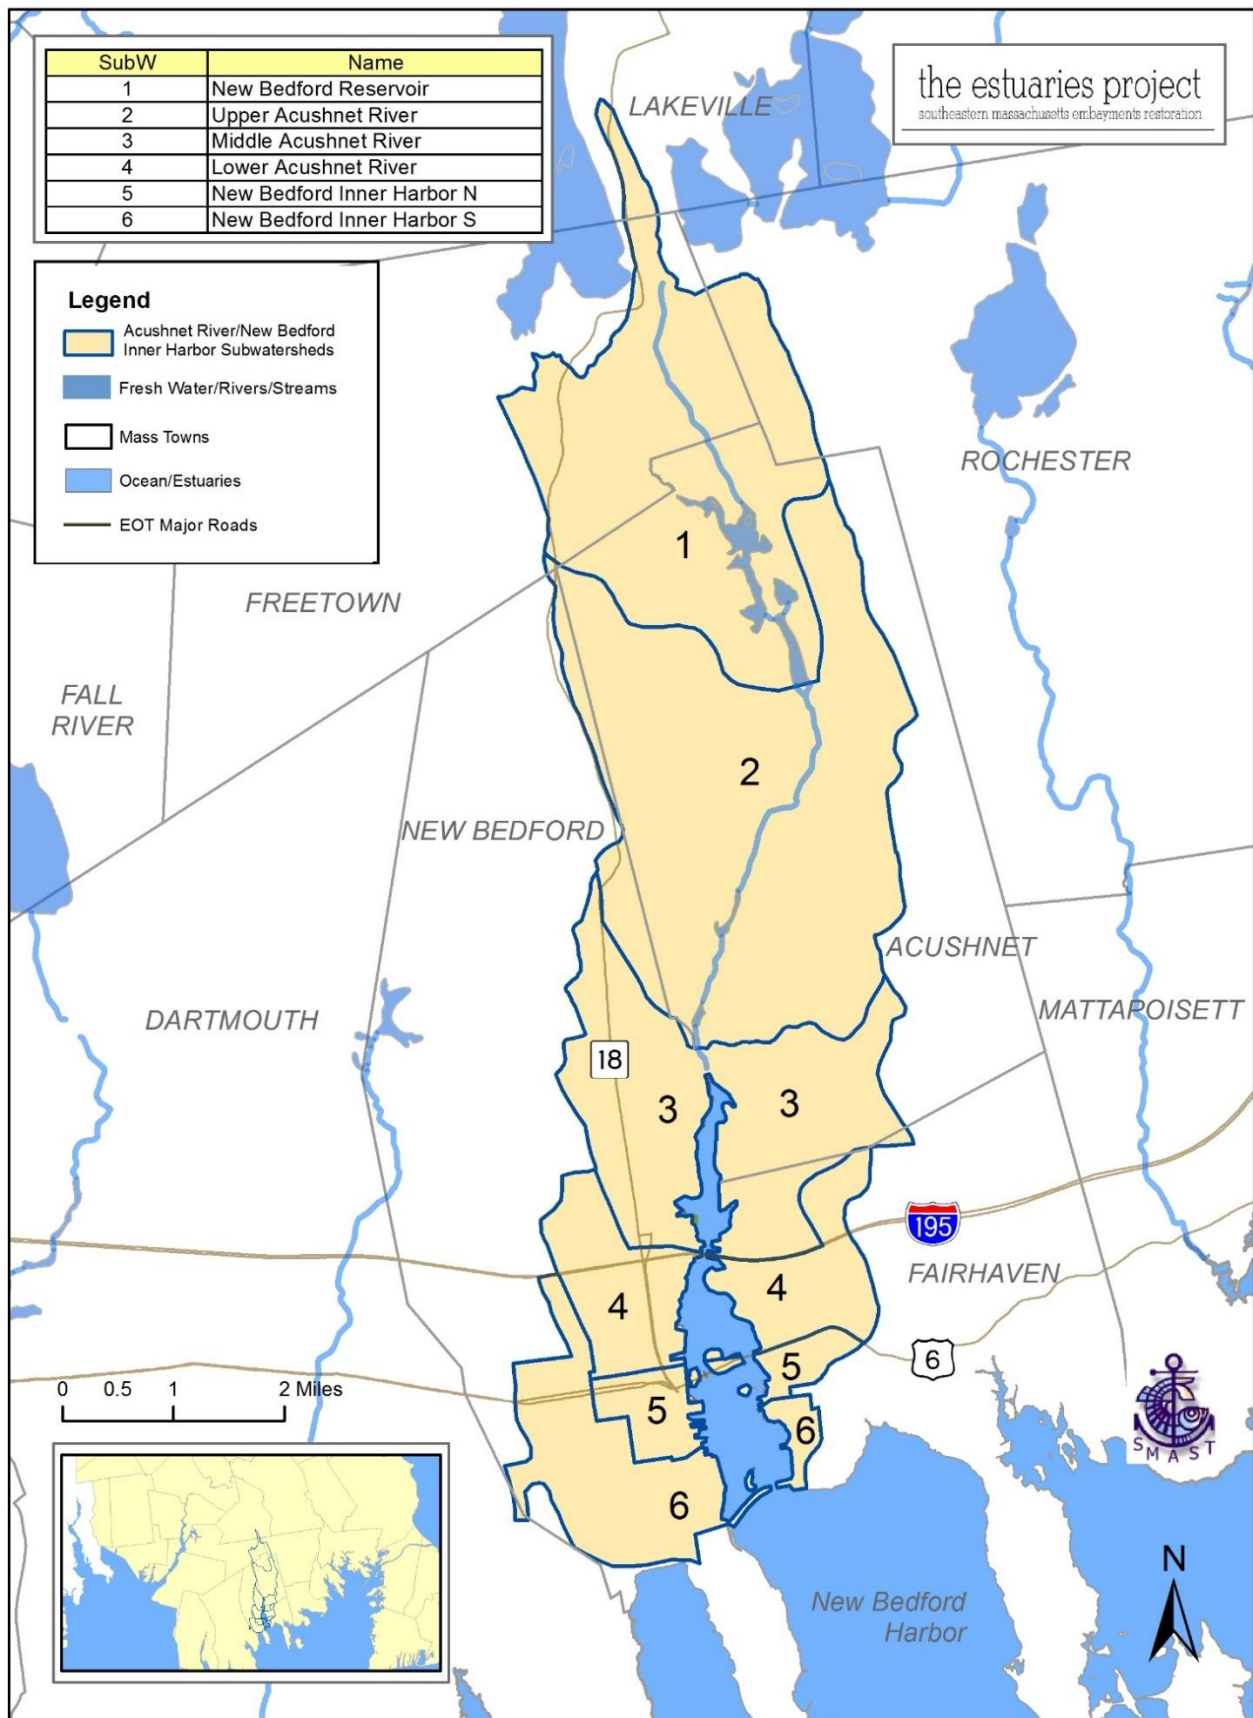 SubW Name
1 New Bedford Reservoir
2 Upper Acushnet River
3 Middle Acushnet River
4 Lower Acushnet River
5 New Bedford Inner Harbor N
6 New Bedford Inner Harbor S
the estuaries project
southeastern massachusetts embayments restoration
LAKEVILLE
Legend
Acushnet River/New Bedford
Inner Harbor Subwatersheds
Fresh Water/Rivers/Streams
Mass Towns
Ocean/Estuaries
EOT Major Roads
ROCHESTER
1
FREETOWN
FALL
RIVER
2
NEW BEDFORD
ACUSHNET
DARTMOUTH
MATTAPOISETT
18
3
3
195
FAIRHAVEN
4
4
6
5
5
0 0.5 1 2 Miles
6
6
SMAST
N
New Bedford
Harbor